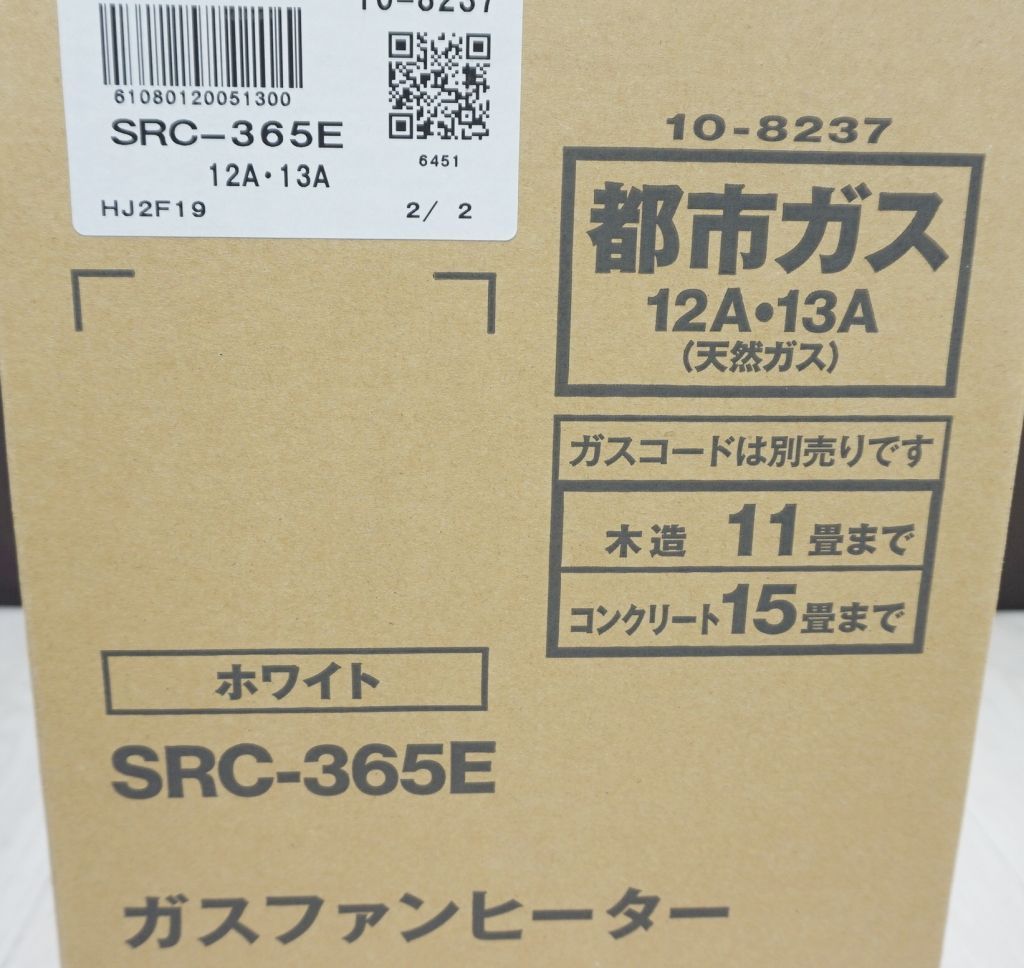 10-8237
61080120051300
SRC-365E
6451
12A・13A
HJ2F19
2/ 2
10-8237
都市ガス
12A・13A
(天然ガス)
ガスコードは別売りです
木造 11畳まで
コンクリート15畳まで
ホワイト
SRC-365E
ガスファンヒーター